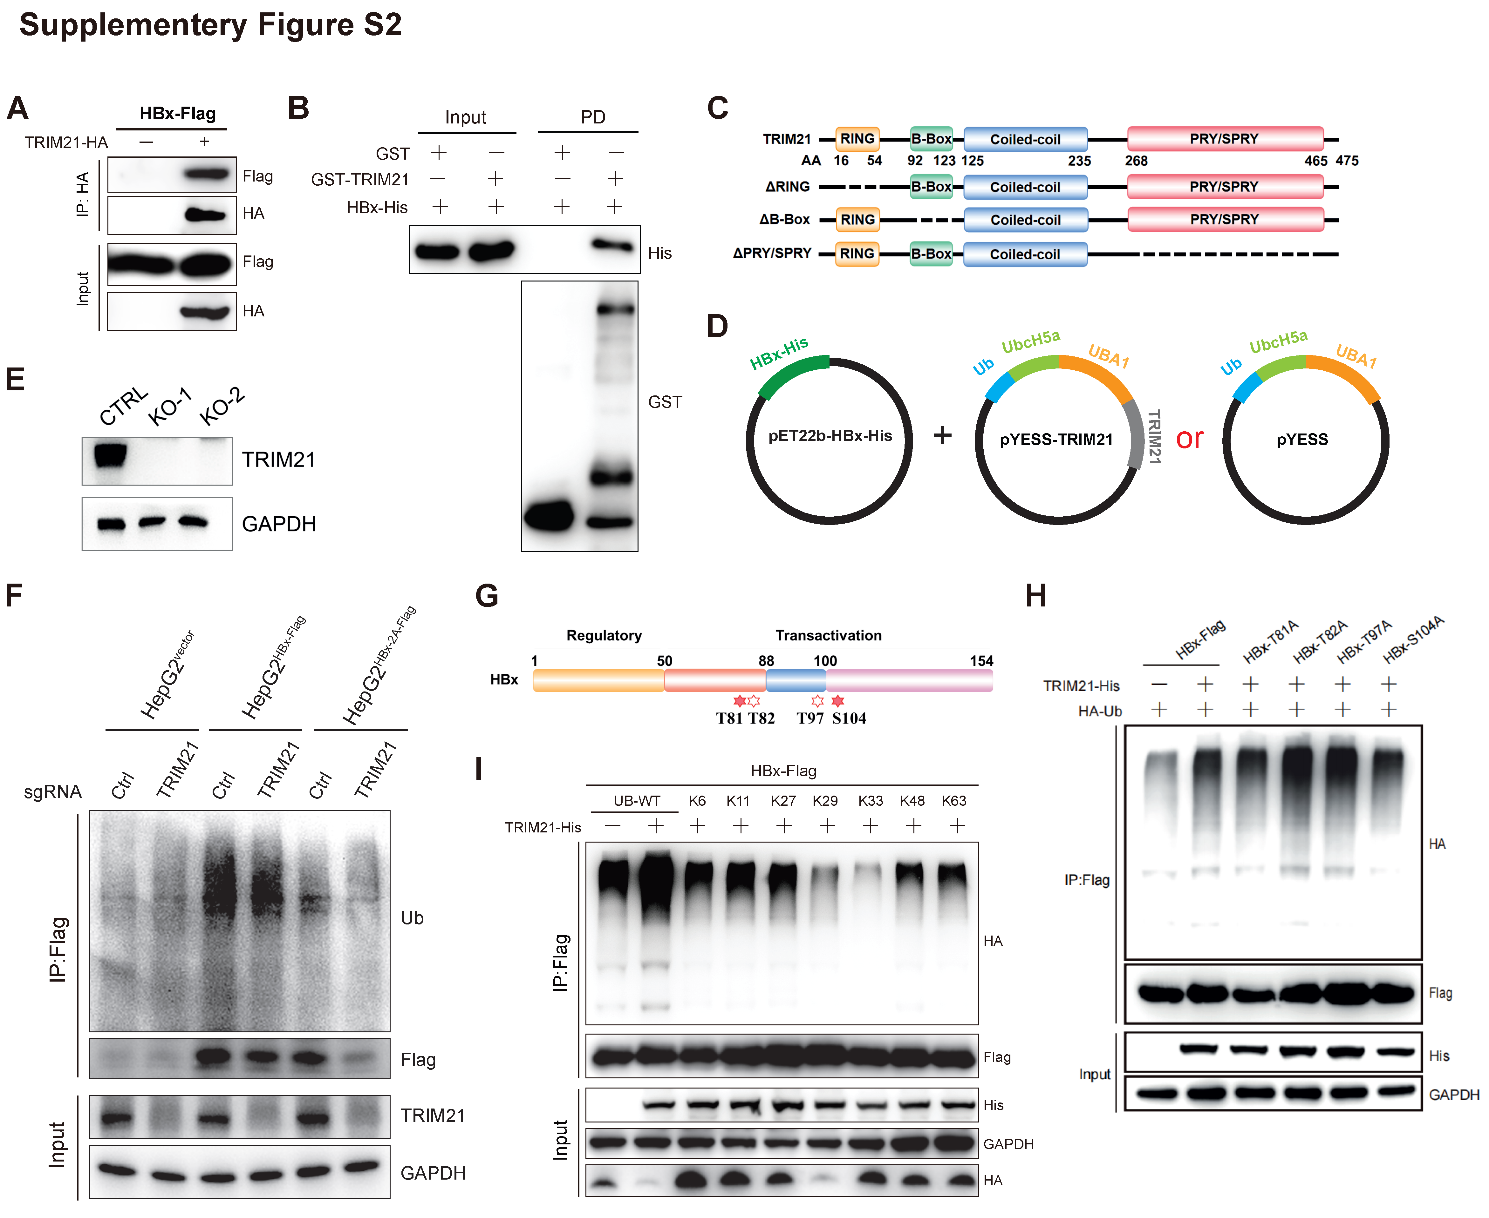 Supplementery Figure S2
A
HBx-Flag
TRIM21-HA − +
IP: HA
Flag
HA
Input
Flag
HA
B
Input PD
GST + − + −
GST-TRIM21 − + − +
HBx-His + + + +
His
GST
C
TRIM21 RING B-Box Coiled-coil PRY/SPRY
AA 16 54 92 123 125 235 268 465 475
ΔRING B-Box Coiled-coil PRY/SPRY
ΔB-Box RING Coiled-coil PRY/SPRY
ΔPRY/SPRY RING B-Box Coiled-coil
D
HBx-His
pET22b-HBx-His
+
Ub UbcH5a UBA1 TRIM21
pYESS-TRIM21
or
Ub UbcH5a UBA1
pYESS
E
CTRL KO-1 KO-2
TRIM21
GAPDH
F
HepG2vector HepG2HBx-Flag HepG2HBx-2A-Flag
sgRNA Ctrl TRIM21 Ctrl TRIM21 Ctrl TRIM21
IP:Flag
Ub
Flag
Input
TRIM21
GAPDH
G
Regulatory Transactivation
1 50 88 100 154
HBx
T81 T82 T97 S104
H
HBx-Flag HBx-T81A HBx-T82A HBx-T97A HBx-S104A
TRIM21-His − + + + + +
HA-Ub + + + + + +
IP:Flag
HA
Flag
Input
His
GAPDH
I
HBx-Flag
UB-WT K6 K11 K27 K29 K33 K48 K63
TRIM21-His − + + + + + + + +
IP:Flag
HA
Flag
Input
His
GAPDH
HA